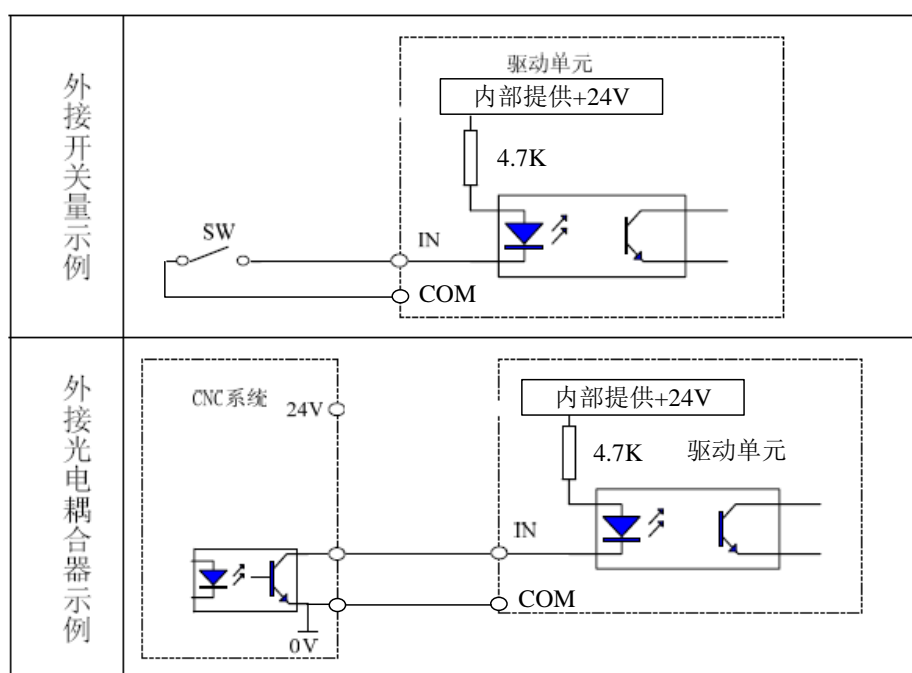 外接开关量示例
驱动单元
内部提供+24V
4.7K
SW
IN
COM
外接光电耦合器示例
CNC系统
24V
内部提供+24V
4.7K
驱动单元
IN
COM
0V